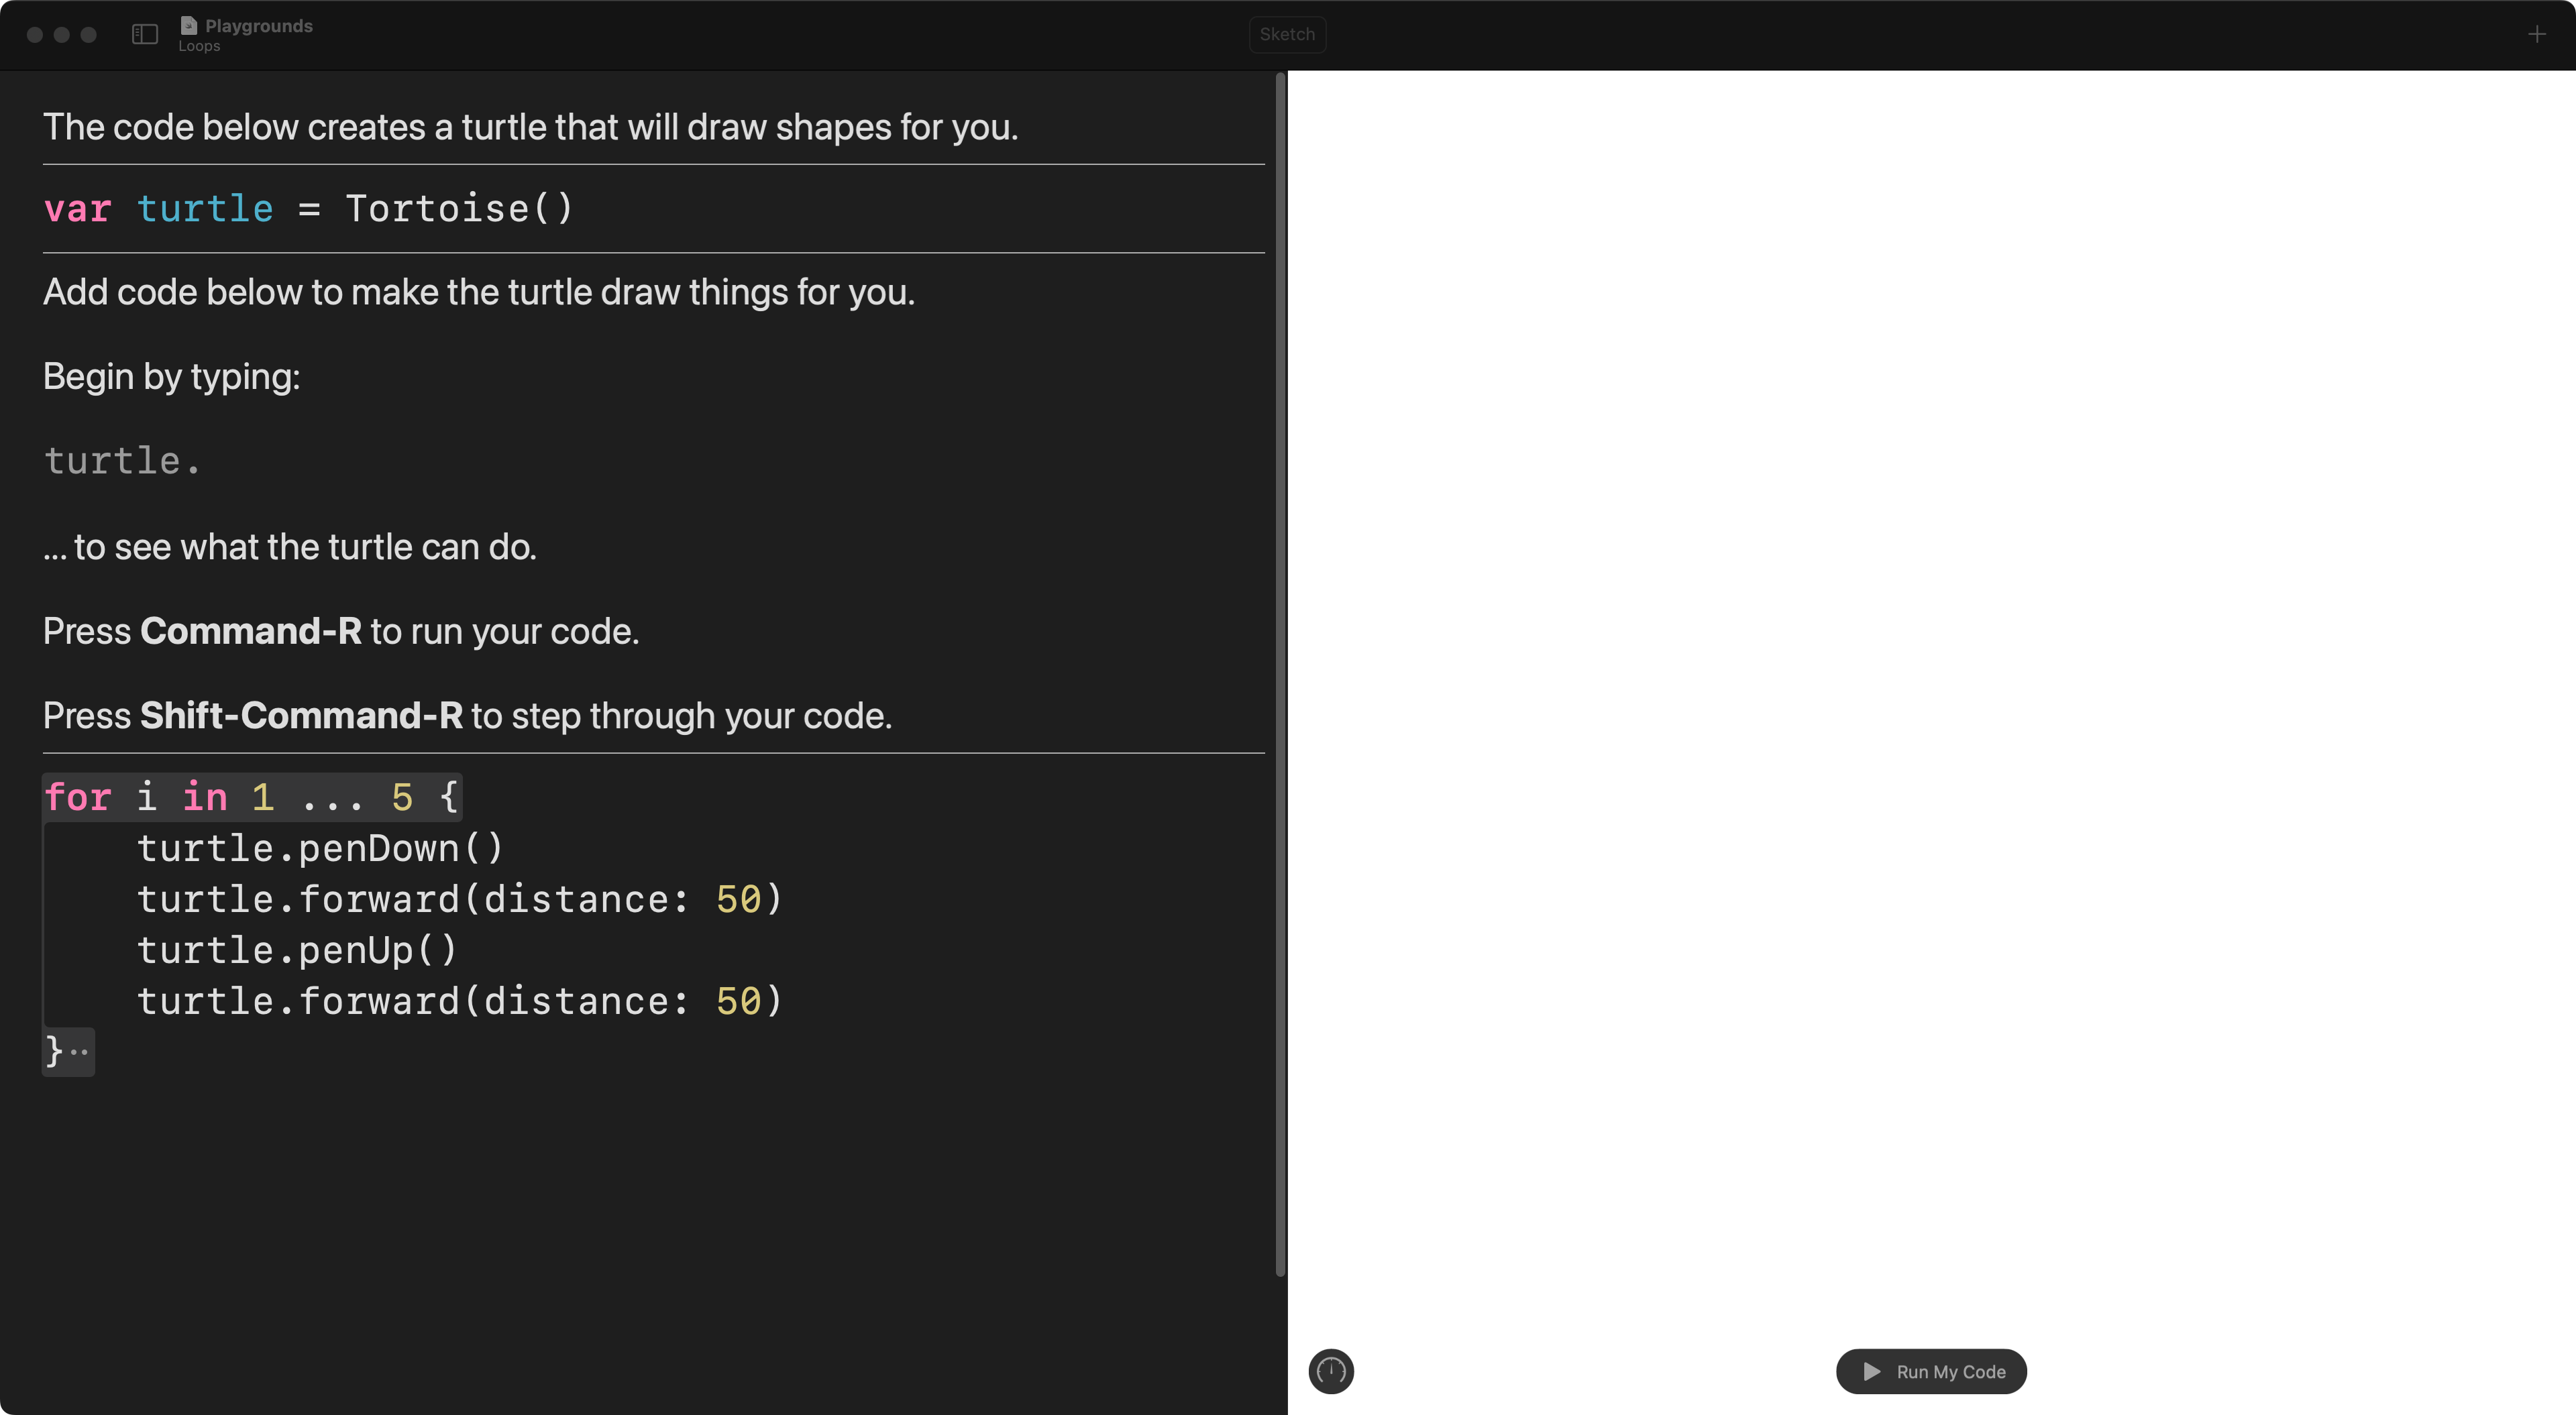 Playgrounds
Loops
Sketch
The code below creates a turtle that will draw shapes for you.
var turtle = Tortoise()
Add code below to make the turtle draw things for you.
Begin by typing:
turtle.
... to see what the turtle can do.
Press Command-R to run your code.
Press Shift-Command-R to step through your code.
for i in 1 ... 5 {
    turtle.penDown()
    turtle.forward(distance: 50)
    turtle.penUp()
    turtle.forward(distance: 50)
}
Run My Code